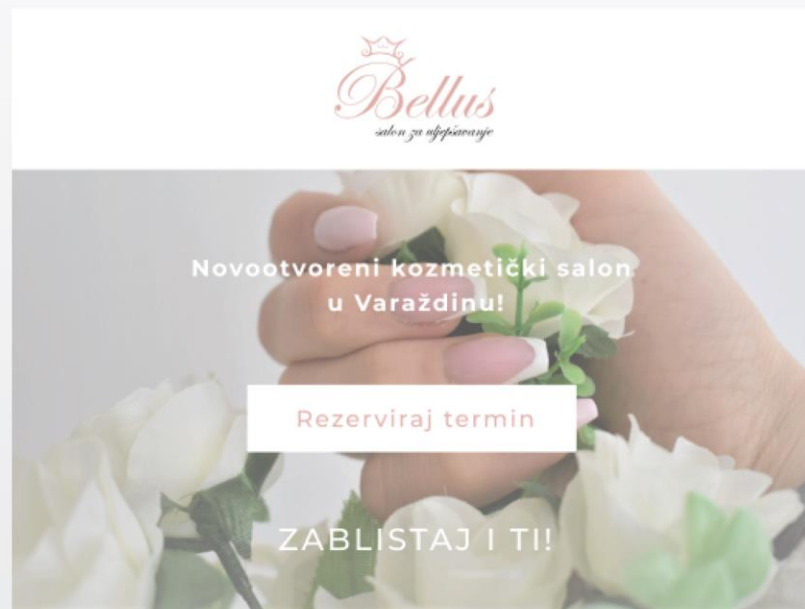 Bellus
salon za uljepšavanje
Novootvoreni kozmetički salon
u Varaždinu!
Rezerviraj termin
ZABLISTAJ I TI!